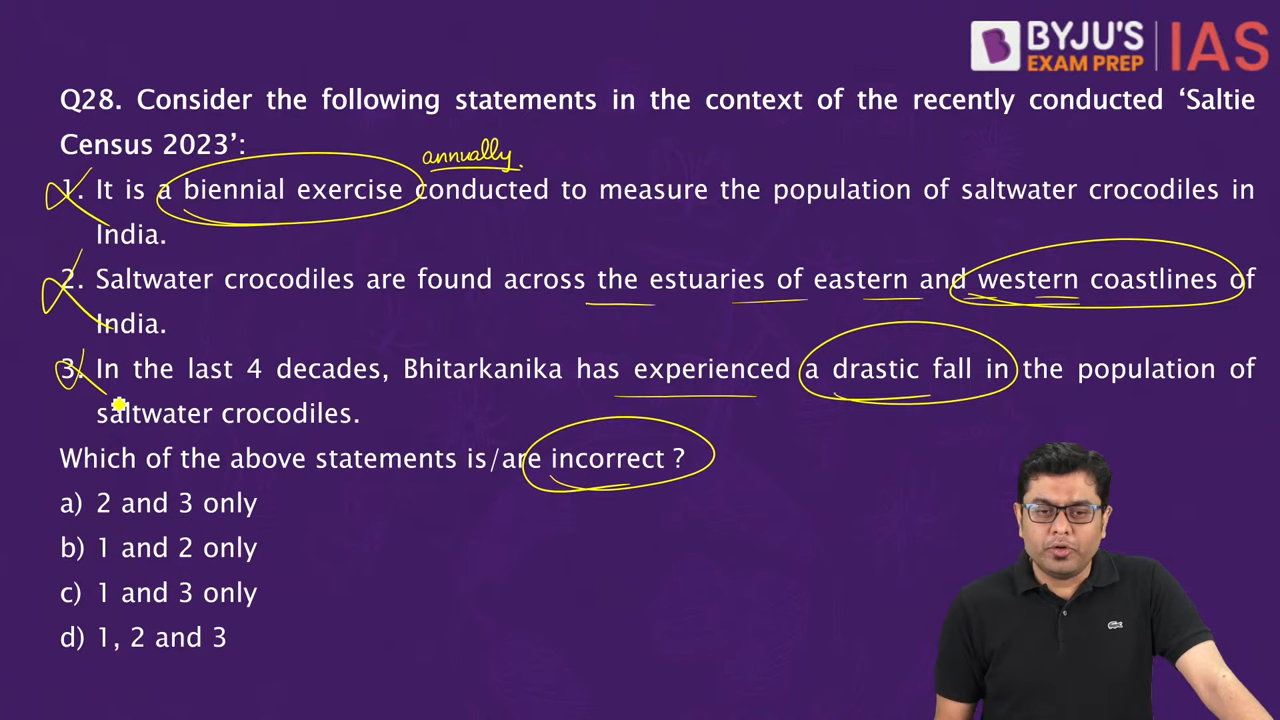 BYJU'S IAS
EXAM PREP
Q28. Consider the following statements in the context of the recently conducted ‘Saltie
Census 2023’:
annually.
1. It is a biennial exercise conducted to measure the population of saltwater crocodiles in
India.
2. Saltwater crocodiles are found across the estuaries of eastern and western coastlines of
India.
3. In the last 4 decades, Bhitarkanika has experienced a drastic fall in the population of
saltwater crocodiles.
Which of the above statements is/are incorrect ?
a) 2 and 3 only
b) 1 and 2 only
c) 1 and 3 only
d) 1, 2 and 3